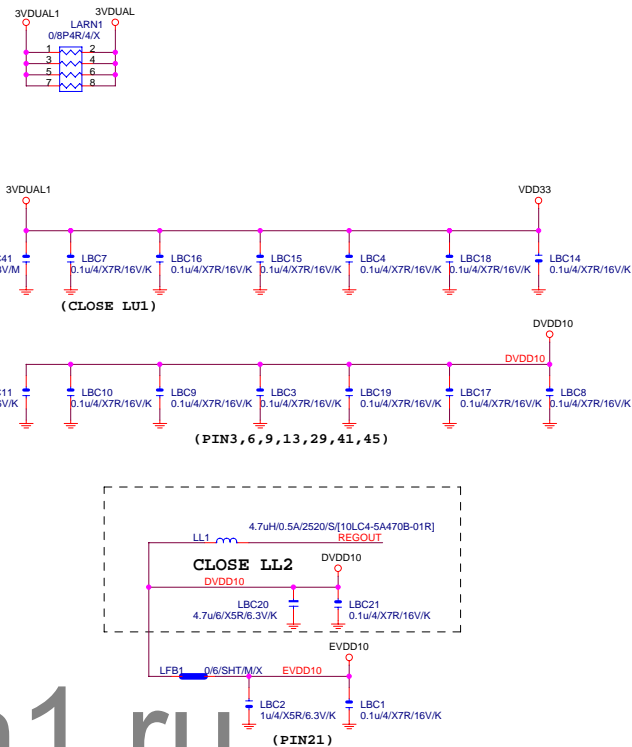 3VDUAL1 3VDUAL
LARN1
0/8P4R/4/X
1 2
3 4
5 6
7 8
3VDUAL1 VDD33
C41 LBC7 LBC16 LBC15 LBC4 LBC18 LBC14
V/M 0.1u/4/X7R/16V/K 0.1u/4/X7R/16V/K 0.1u/4/X7R/16V/K 0.1u/4/X7R/16V/K 0.1u/4/X7R/16V/K 0.1u/4/X7R/16V/K
(CLOSE LU1)
DVDD10
DVDD10
C11 LBC10 LBC9 LBC3 LBC19 LBC17 LBC8
V/K 0.1u/4/X7R/16V/K 0.1u/4/X7R/16V/K 0.1u/4/X7R/16V/K 0.1u/4/X7R/16V/K 0.1u/4/X7R/16V/K 0.1u/4/X7R/16V/K
(PIN3,6,9,13,29,41,45)
4.7uH/0.5A/2520/S/[10LC4-5A470B-01R]
LL1 REGOUT
CLOSE LL2 DVDD10
DVDD10
LBC20 LBC21
4.7u/6/X5R/6.3V/K 0.1u/4/X7R/16V/K
EVDD10
LFB1 0/6/SHT/M/X EVDD10
LBC2 LBC1
1u/4/X5R/6.3V/K 0.1u/4/X7R/16V/K
(PIN21)
1.ru